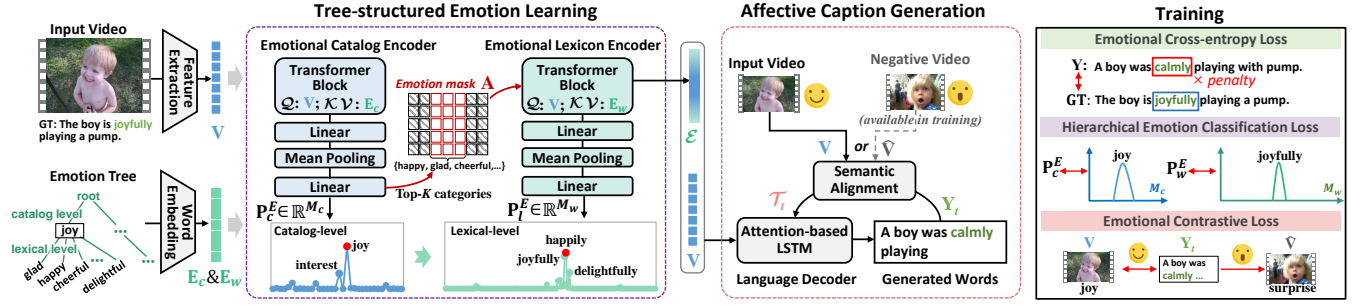 Tree-structured Emotion Learning
Affective Caption Generation
Training
Input Video
GT: The boy is joyfully
playing a pump.
Feature
Extraction
V
Emotion Tree
root
catalog level
joy
...
...
lexical level
glad
happy
cheerful
...
delightful
Word
Embedding
E_c&E_w
Emotional Catalog Encoder
Transformer
Block
Q: V; K V: E_c
Linear
Mean Pooling
Linear
P_c^E ∈ ℝ^{M_c}
Catalog-level
joy
interest
Emotion mask A
{happy, glad, cheerful,...}
Top-K categories
Emotional Lexicon Encoder
Transformer
Block
Q: V; K V: E_w
Linear
Mean Pooling
Linear
P_l^E ∈ ℝ^{M_w}
Lexical-level
happily
joyfully
delightfully
ℰ
V
Input Video
Negative Video
(available in training)
V or V̂
Semantic
Alignment
𝒯_t
Y_t
Attention-based
LSTM
A boy was calmly
playing
Language Decoder
Generated Words
Emotional Cross-entropy Loss
Y: A boy was calmly playing with pump.
× penalty
GT: The boy is joyfully playing a pump.
Hierarchical Emotion Classification Loss
P_c^E
joy
M_c
P_w^E
joyfully
M_w
Emotional Contrastive Loss
V
joy
Y_t
A boy was
calmly ...
V̂
surprise